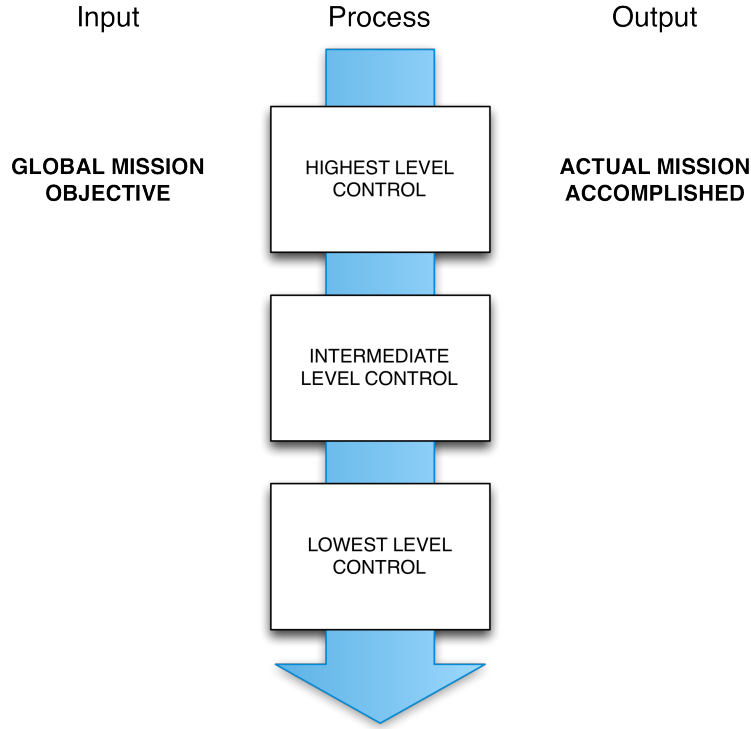 Input
Process
Output
GLOBAL MISSION
OBJECTIVE
HIGHEST LEVEL
CONTROL
ACTUAL MISSION
ACCOMPLISHED
INTERMEDIATE
LEVEL CONTROL
LOWEST LEVEL
CONTROL